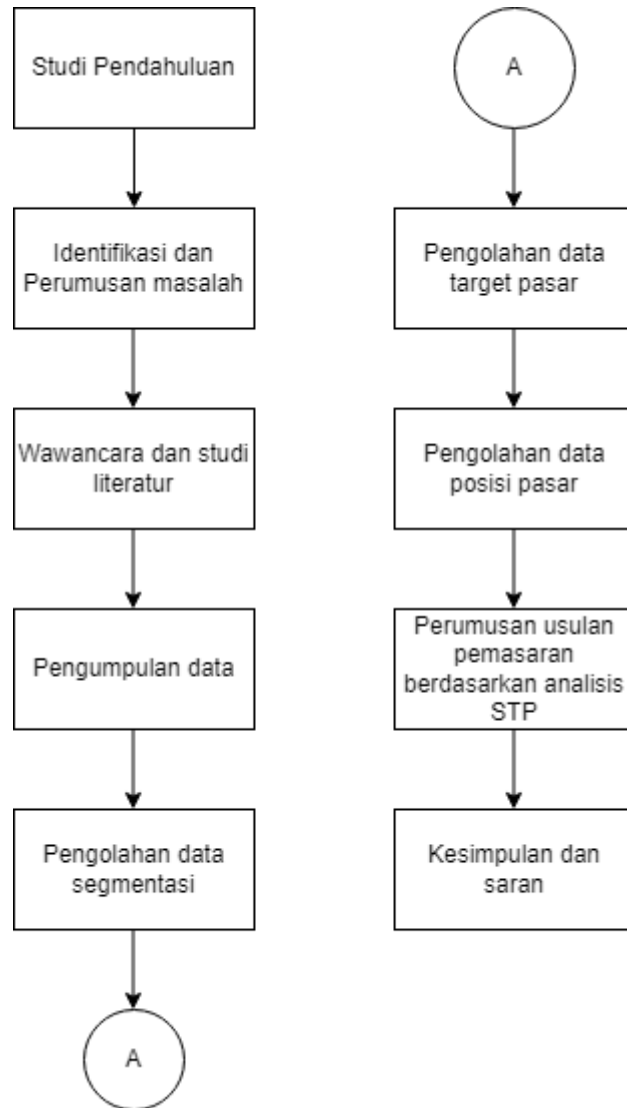 Studi Pendahuluan
Identifikasi dan
Perumusan masalah
Wawancara dan studi
literatur
Pengumpulan data
Pengolahan data
segmentasi
A
A
Pengolahan data
target pasar
Pengolahan data
posisi pasar
Perumusan usulan
pemasaran
berdasarkan analisis
STP
Kesimpulan dan
saran